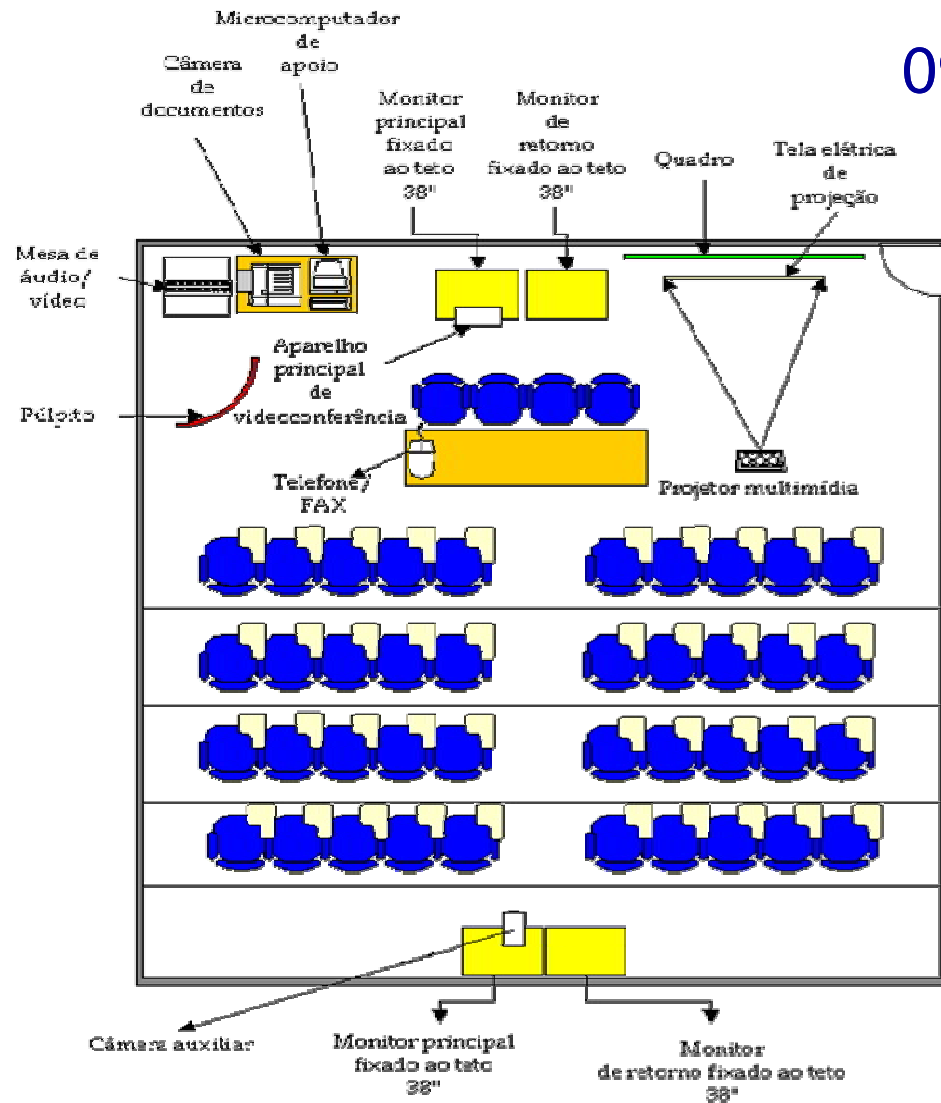 Microcomputador
de
apoio
Câmera
de
documentos
Monitor
principal
fixado
ao teto
38"
Monitor
de
retorno
fixado ao teto
38"
Quadro
Tela elétrica
de
projeção
Mesa de
áudio/
vídeo
Aparelho
principal
de
videoconferência
Púlpito
Telefone/
FAX
Projetor multimídia
Câmera auxiliar
Monitor principal
fixado ao teto
38"
Monitor
de retorno fixado ao teto
38"